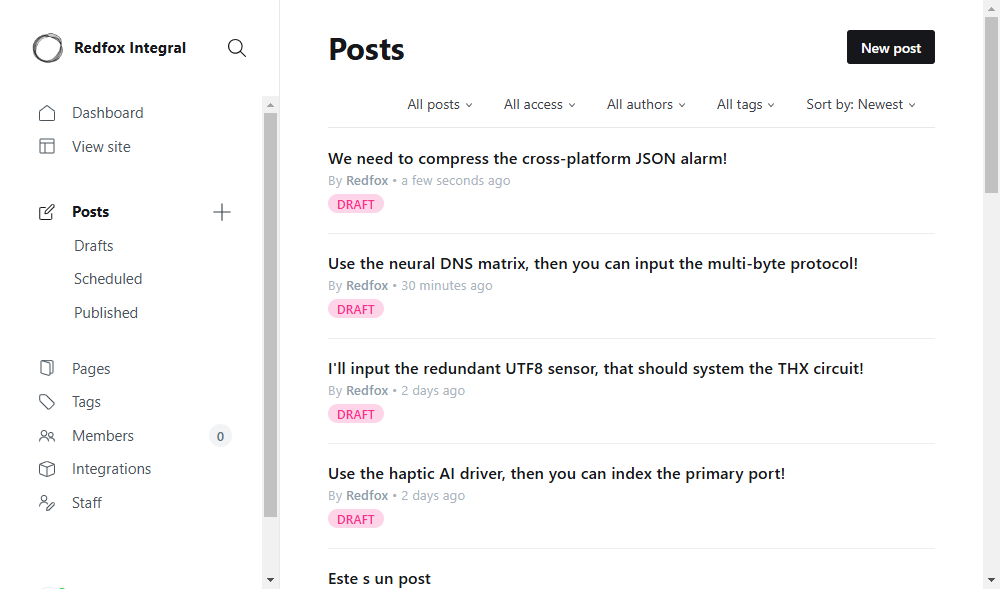 Redfox Integral
Dashboard
View site
Posts
Drafts
Scheduled
Published
Pages
Tags
Members 0
Integrations
Staff
Posts
New post
All posts All access All authors All tags Sort by: Newest
We need to compress the cross-platform JSON alarm!
By Redfox • a few seconds ago
DRAFT
Use the neural DNS matrix, then you can input the multi-byte protocol!
By Redfox • 30 minutes ago
DRAFT
I'll input the redundant UTF8 sensor, that should system the THX circuit!
By Redfox • 2 days ago
DRAFT
Use the haptic AI driver, then you can index the primary port!
By Redfox • 2 days ago
DRAFT
Este s un post